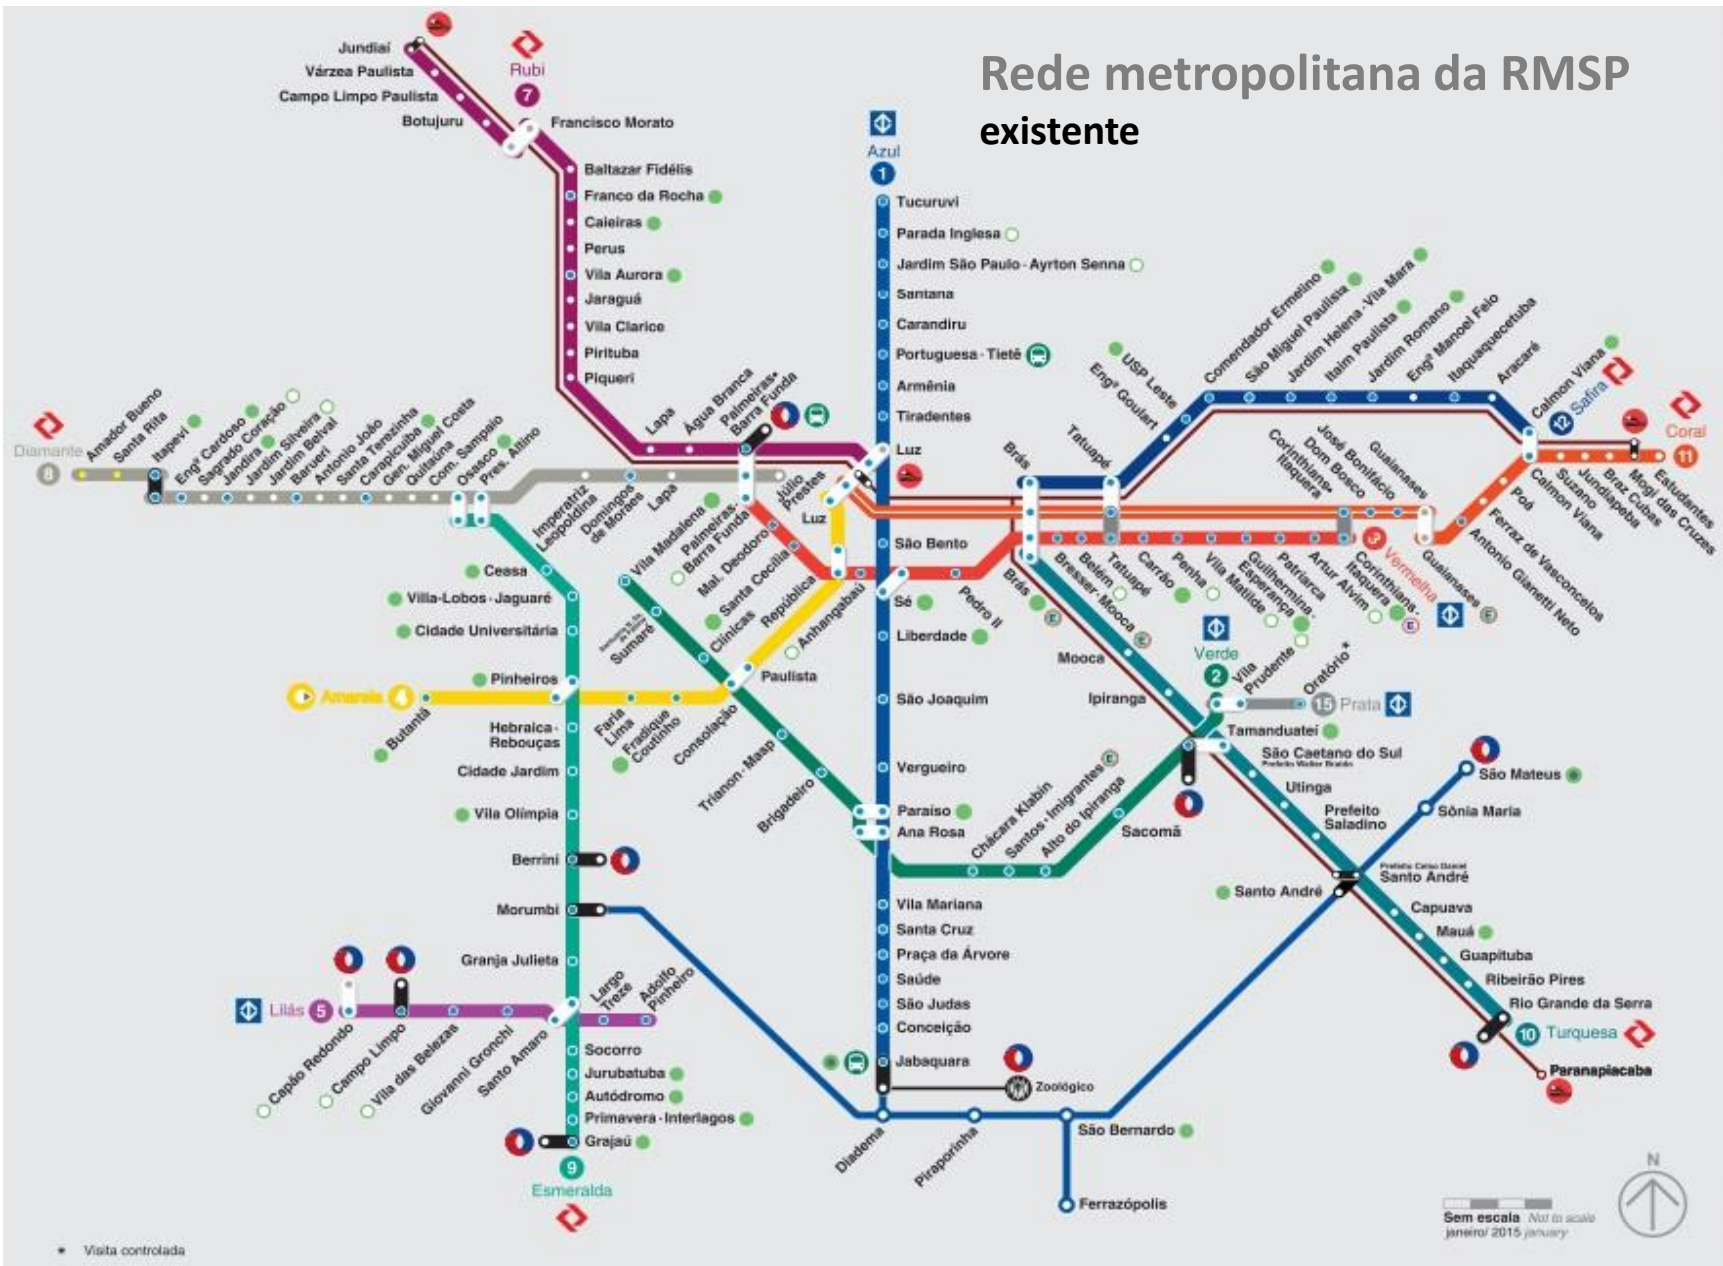 Rede metropolitana da RMSP
existente
Jundiaí
Várzea Paulista
Campo Limpo Paulista
Botujuru
Rubi
7
Francisco Morato
Baltazar Fidélis
Franco da Rocha
Caieiras
Perus
Vila Aurora
Jaraguá
Vila Clarice
Pirituba
Piqueri
Lapa
Água Branca
Palmeiras-
Barra Funda
Azul
1
Tucuruvi
Parada Inglesa
Jardim São Paulo - Ayrton Senna
Santana
Carandiru
Portuguesa - Tietê
Armênia
Tiradentes
Luz
São Bento
Sé
Liberdade
São Joaquim
Vergueiro
Paraíso
Ana Rosa
Vila Mariana
Santa Cruz
Praça da Árvore
Saúde
São Judas
Conceição
Jabaquara
Zoológico
Diamante
8
Amador Bueno
Santa Rita
Itapevi
Engº Cardoso
Sagrado Coração
Jandira
Jardim Silveira
Jardim Belval
Barueri
Antonio João
Santa Terezinha
Carapicuíba
Gen. Miguel Costa
Quitaúna
Com. Sampaio
Osasco
Pres. Altino
Imperatriz
Leopoldina
Domingos
de Moraes
Lapa
Júlio
Prestes
Luz
Ceasa
Villa-Lobos - Jaguaré
Cidade Universitária
Pinheiros
Hebraica-
Rebouças
Cidade Jardim
Vila Olímpia
Berrini
Morumbi
Granja Julieta
Socorro
Jurubatuba
Autódromo
Primavera - Interlagos
Grajaú
9
Esmeralda
Vila Madalena
Sumaré
Clínicas
Consolação
Trianon - Masp
Brigadeiro
Chácara Klabin
Santos - Imigrantes
Alto do Ipiranga
Sacomã
Tamanduateí
Vila
Prudente
Oratório*
Verde
2
15
Prata
Amarela
4
Butantã
Faria
Lima
Fradique
Coutinho
Paulista
República
Palmeiras-
Barra Funda
Mal. Deodoro
Santa Cecília
Anhangabaú
Pedro II
Brás
Bresser Mooca
Belém
Tatuapé
Carrão
Penha
Vila Matilde
Guilhermina-
Esperança
Patriarca
Artur Alvim
Corinthians-
Itaquera
3
Vermelha
Brás
Tatuapé
Engº Goulart
USP Leste
Comendador Ermelino
São Miguel Paulista
Jardim Helena - Vila Mara
Itaim Paulista
Jardim Romano
Engº Manoel Feio
Itaquaquecetuba
Aracaré
Calmon Viana
12
Safira
Coral
11
Corinthians-
Itaquera
Dom Bosco
José Bonifácio
Guaianases
Guaianases
Antonio Gianetti Neto
Ferraz de Vasconcelos
Poá
Calmon Viana
Suzano
Jundiapeba
Braz Cubas
Mogi das Cruzes
Estudantes
Mooca
Ipiranga
São Caetano do Sul
Prefeito Walter Braido
Utinga
Prefeito
Saladino
Prefeito Celso Daniel
Santo André
Capuava
Mauá
Guapituba
Ribeirão Pires
Rio Grande da Serra
10
Turquesa
Paranapiacaba
São Mateus
Sônia Maria
Santo André
São Bernardo
Ferrazópolis
Piraporinha
Diadema
Lilás
5
Capão Redondo
Campo Limpo
Vila das Belezas
Giovanni Gronchi
Santo Amaro
Largo
Treze
Adolfo
Pinheiro
N
Sem escala Not to scale
janeiro/ 2015 january
* Visita controlada